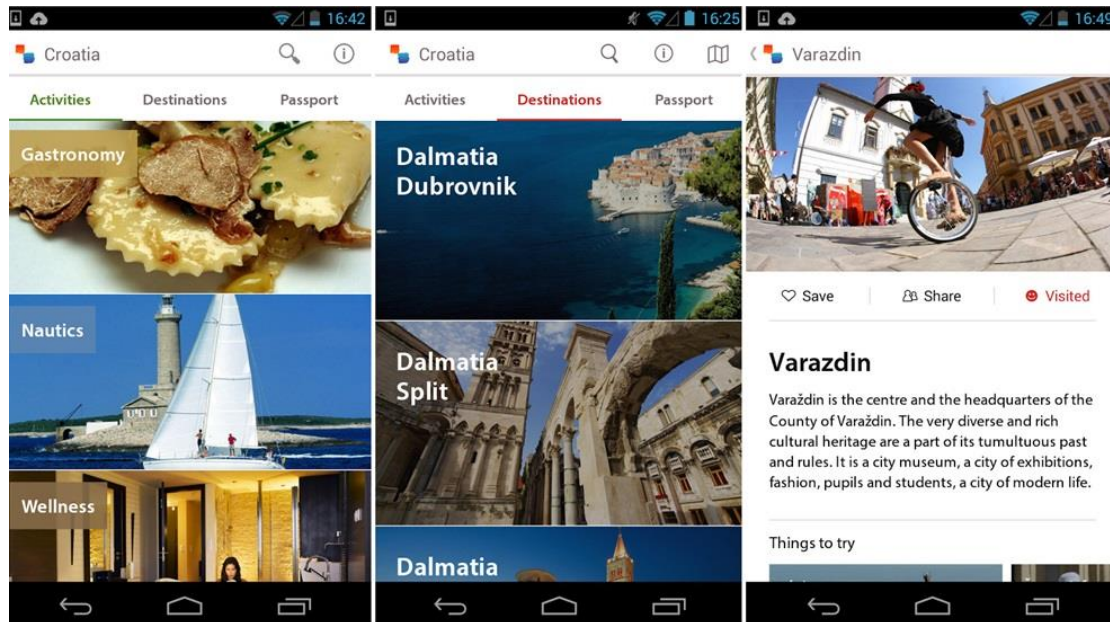 16:42
Croatia
Activities Destinations Passport
Gastronomy
Nautics
Wellness
16:25
Croatia
Activities Destinations Passport
Dalmatia
Dubrovnik
Dalmatia
Split
Dalmatia
16:49
Varazdin
Save Share Visited
Varazdin
Varaždin is the centre and the headquarters of the
County of Varaždin. The very diverse and rich
cultural heritage are a part of its tumultuous past
and rules. It is a city museum, a city of exhibitions,
fashion, pupils and students, a city of modern life.
Things to try